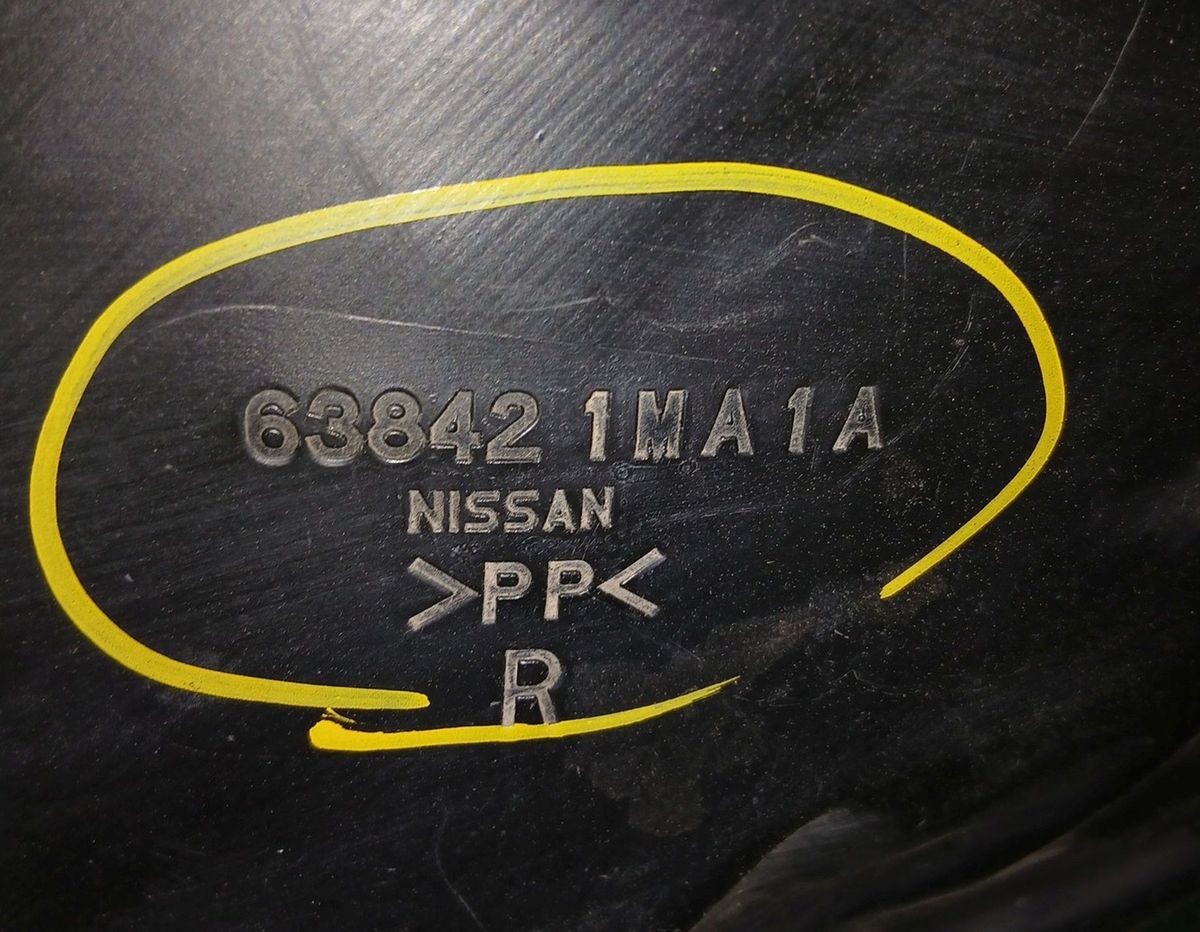 63842 1MA1A
NISSAN
>PP<
R